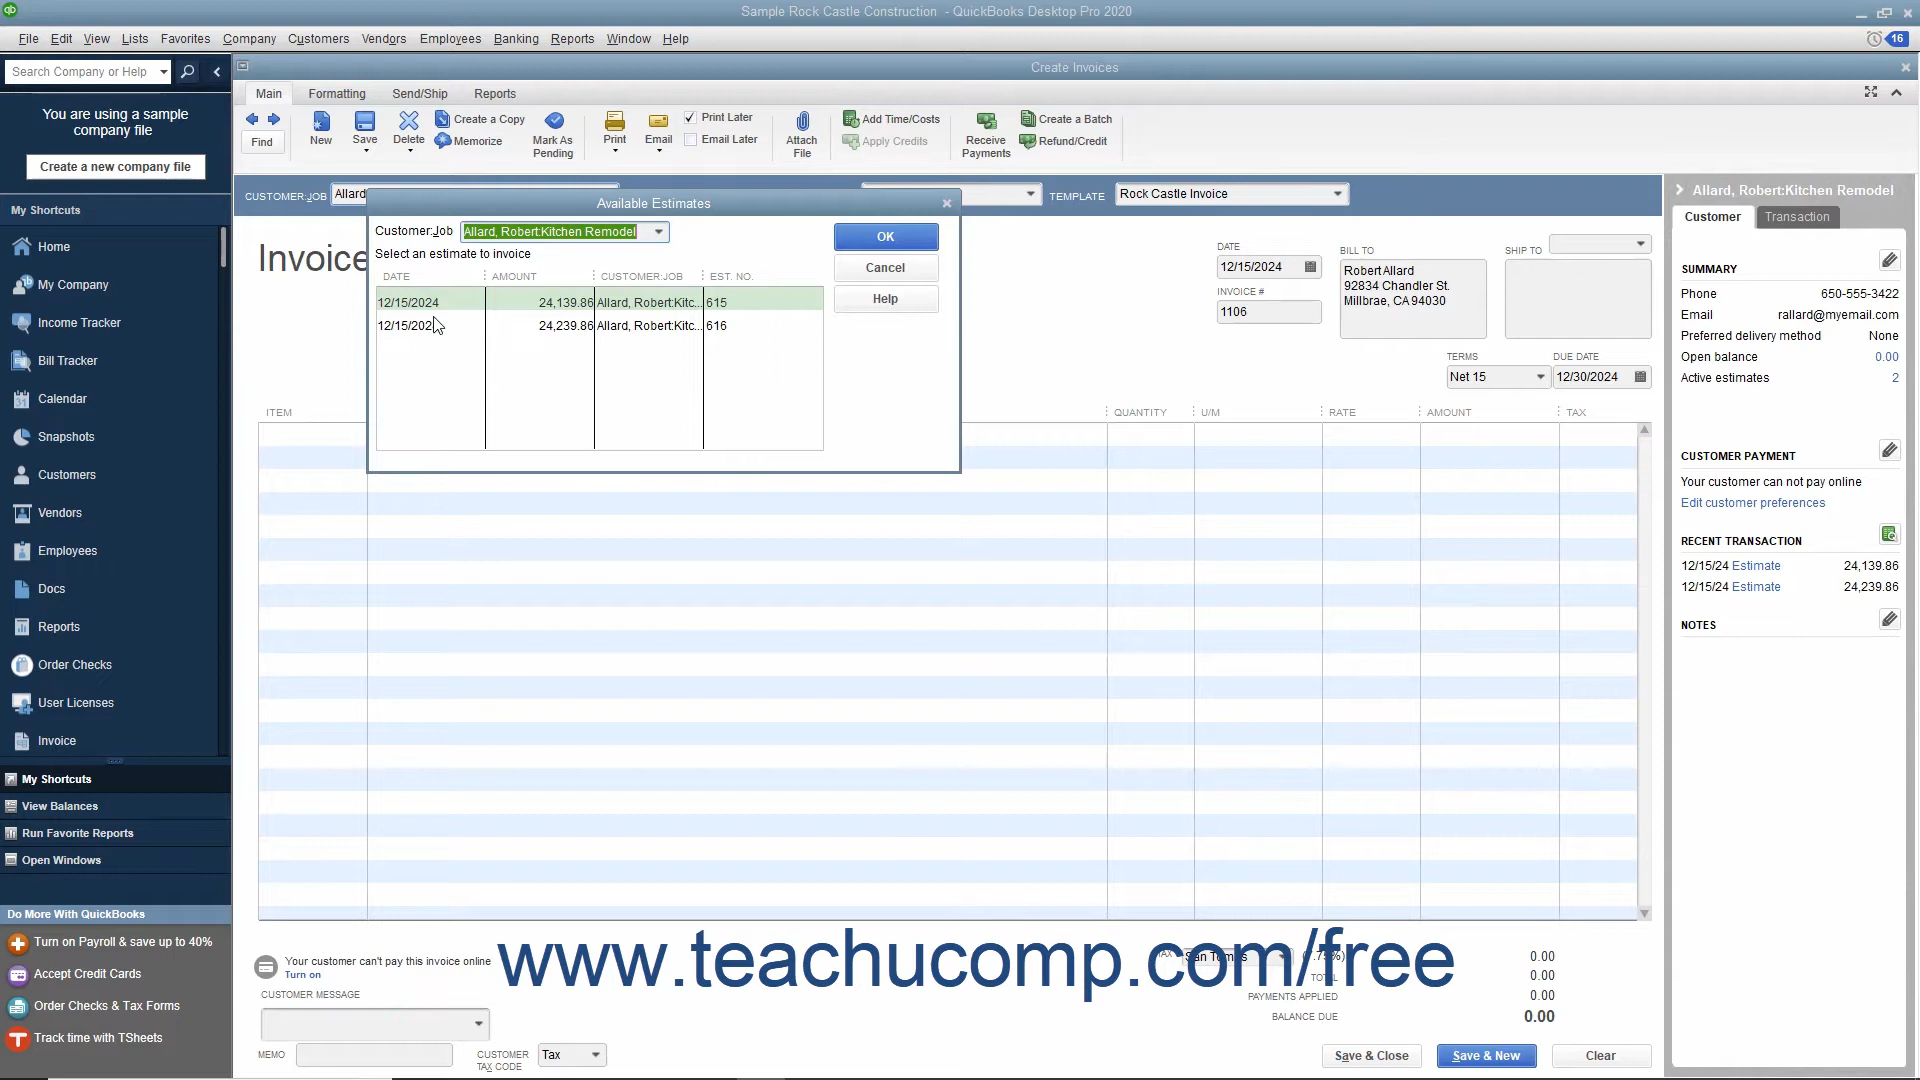 Sample Rock Castle Construction - QuickBooks Desktop Pro 2020
File Edit View Lists Favorites Company Customers Vendors Employees Banking Reports Window Help
16
Search Company or Help
Create Invoices
You are using a sample
company file
Create a new company file
My Shortcuts
Home
My Company
Income Tracker
Bill Tracker
Calendar
Snapshots
Customers
Vendors
Employees
Docs
Reports
Order Checks
User Licenses
Invoice
My Shortcuts
View Balances
Run Favorite Reports
Open Windows
Do More With QuickBooks
Turn on Payroll & save up to 40%
Accept Credit Cards
Order Checks & Tax Forms
Track time with TSheets
Main Formatting Send/Ship Reports
Find
New
Save
Delete
Create a Copy
Memorize
Mark As
Pending
Print
Email
Print Later
Email Later
Attach
File
Add Time/Costs
Apply Credits
Receive
Payments
Create a Batch
Refund/Credit
CUSTOMER:JOB Allard
TEMPLATE Rock Castle Invoice
Available Estimates
Customer:Job Allard, Robert:Kitchen Remodel
Select an estimate to invoice
DATE AMOUNT CUSTOMER:JOB EST. NO.
12/15/2024 24,139.86 Allard, Robert:Kitc... 615
12/15/2024 24,239.86 Allard, Robert:Kitc... 616
OK
Cancel
Help
Invoice
DATE
12/15/2024
INVOICE #
1106
BILL TO
Robert Allard
92834 Chandler St.
Millbrae, CA 94030
SHIP TO
TERMS
Net 15
DUE DATE
12/30/2024
ITEM QUANTITY U/M RATE AMOUNT TAX
Your customer can't pay this invoice online
Turn on
CUSTOMER MESSAGE
MEMO
CUSTOMER
TAX CODE
Tax
www.teachucomp.com/free
TAX San Tomas (7.75%) 0.00
TOTAL 0.00
PAYMENTS APPLIED 0.00
BALANCE DUE 0.00
Save & Close
Save & New
Clear
Allard, Robert:Kitchen Remodel
Customer Transaction
SUMMARY
Phone 650-555-3422
Email rallard@myemail.com
Preferred delivery method None
Open balance 0.00
Active estimates 2
CUSTOMER PAYMENT
Your customer can not pay online
Edit customer preferences
RECENT TRANSACTION
12/15/24 Estimate 24,139.86
12/15/24 Estimate 24,239.86
NOTES